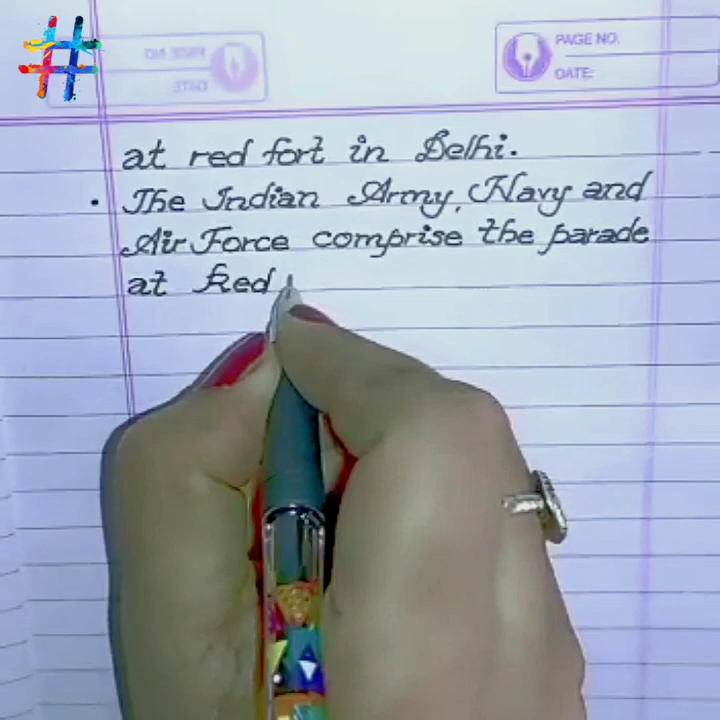 PAGE NO.
DATE:
at red fort in Delhi.
• The Indian Army, Navy and
Air Force comprise the parade
at Red